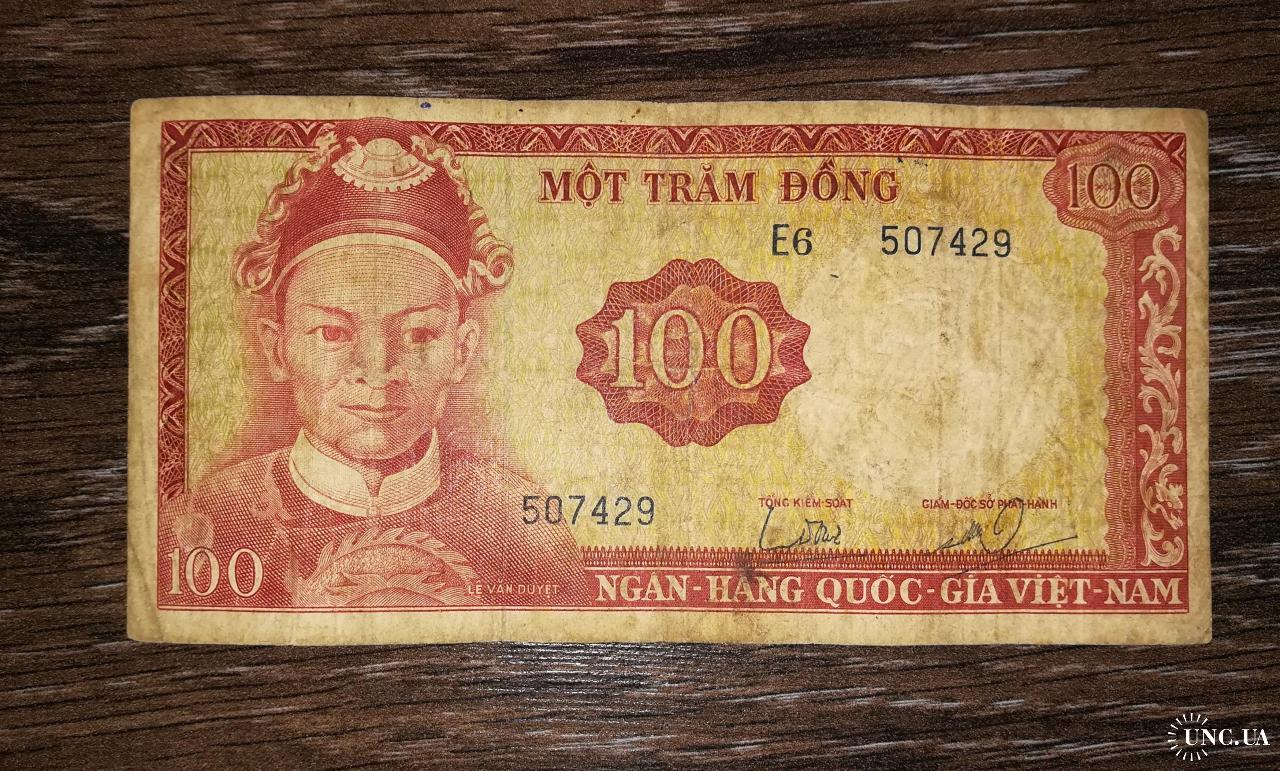 MỘT TRĂM ĐỒNG
100
E6 507429
100
507429
TỔNG KIỂM-SOÁT
GIÁM-ĐỐC SỞ PHÁT-HÀNH
100
LÊ VĂN DUYỆT
NGÂN-HÀNG QUỐC-GIA VIỆT-NAM
UNC.UA